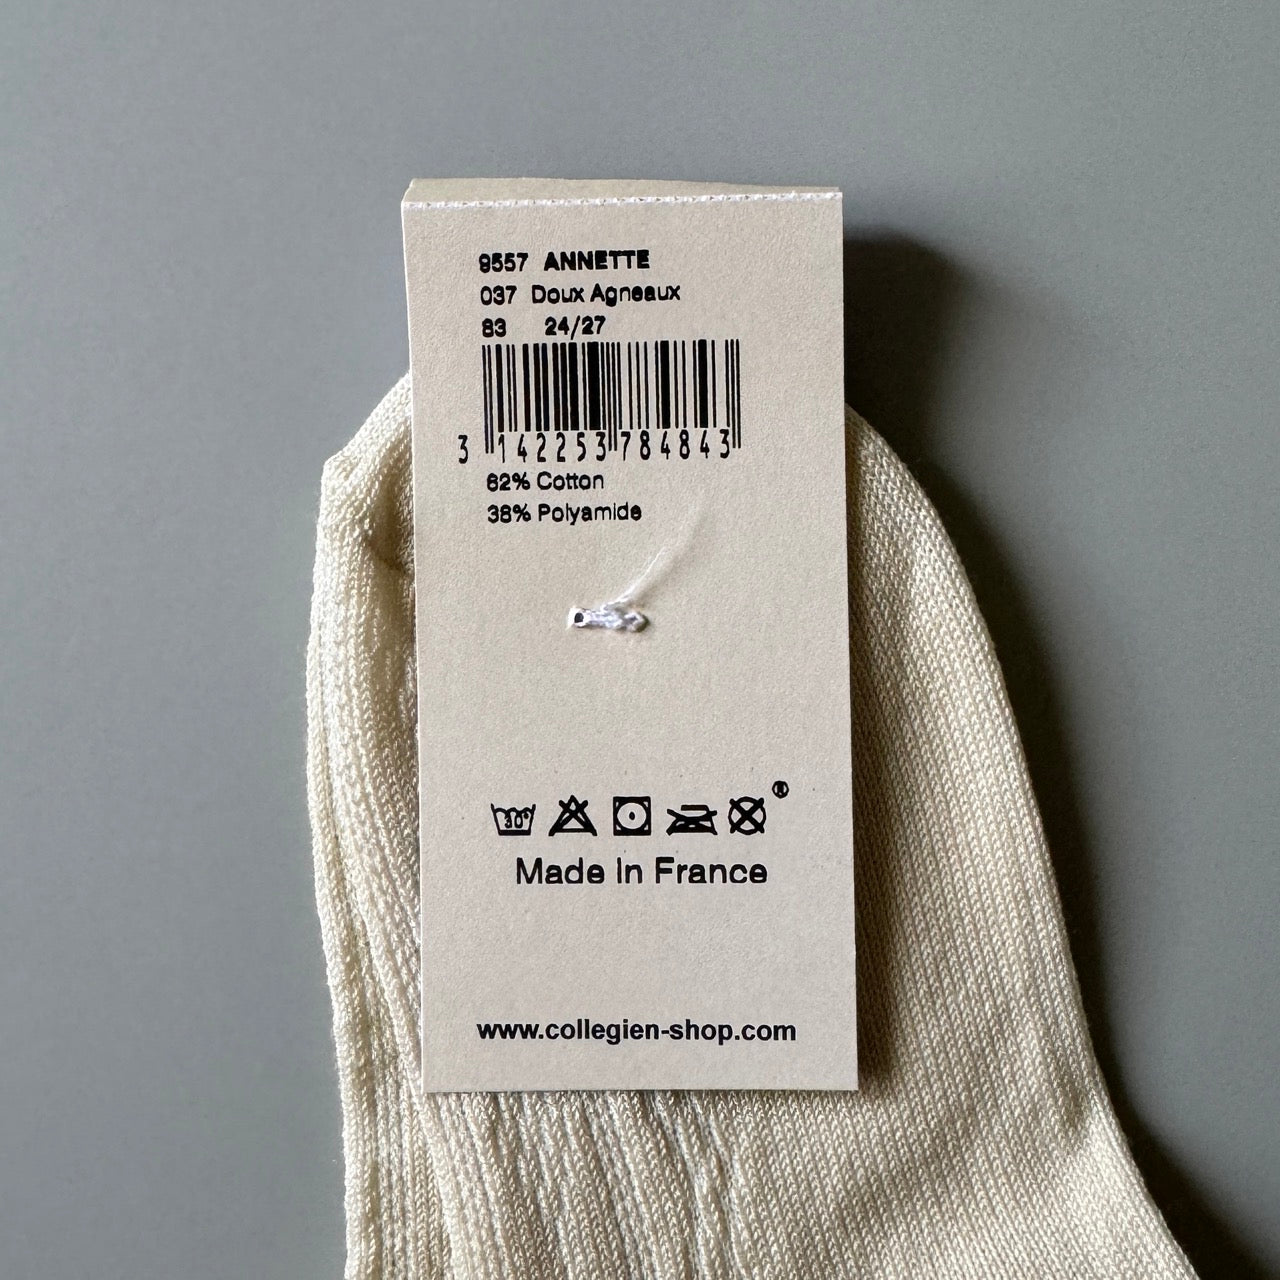 9557 ANNETTE
037 Doux Agneaux
83 24/27
3 142253 784843
62% Cotton
38% Polyamide
30°
®
Made in France
www.collegien-shop.com